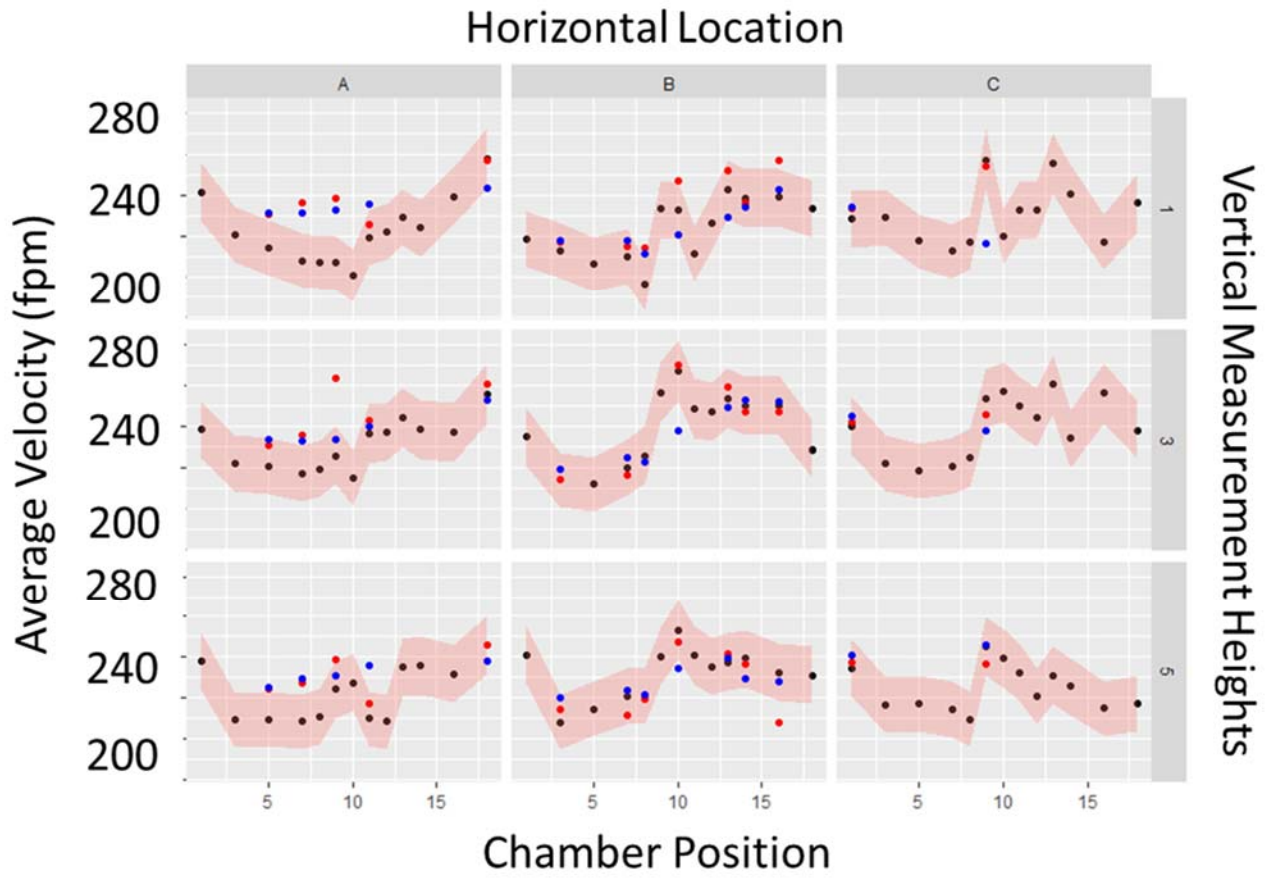 Horizontal Location
A B C
280
240
200
1
280
240
200
3
280
240
200
5
5 10 15 5 10 15 5 10 15
Chamber Position
Average Velocity (fpm)
Vertical Measurement Heights